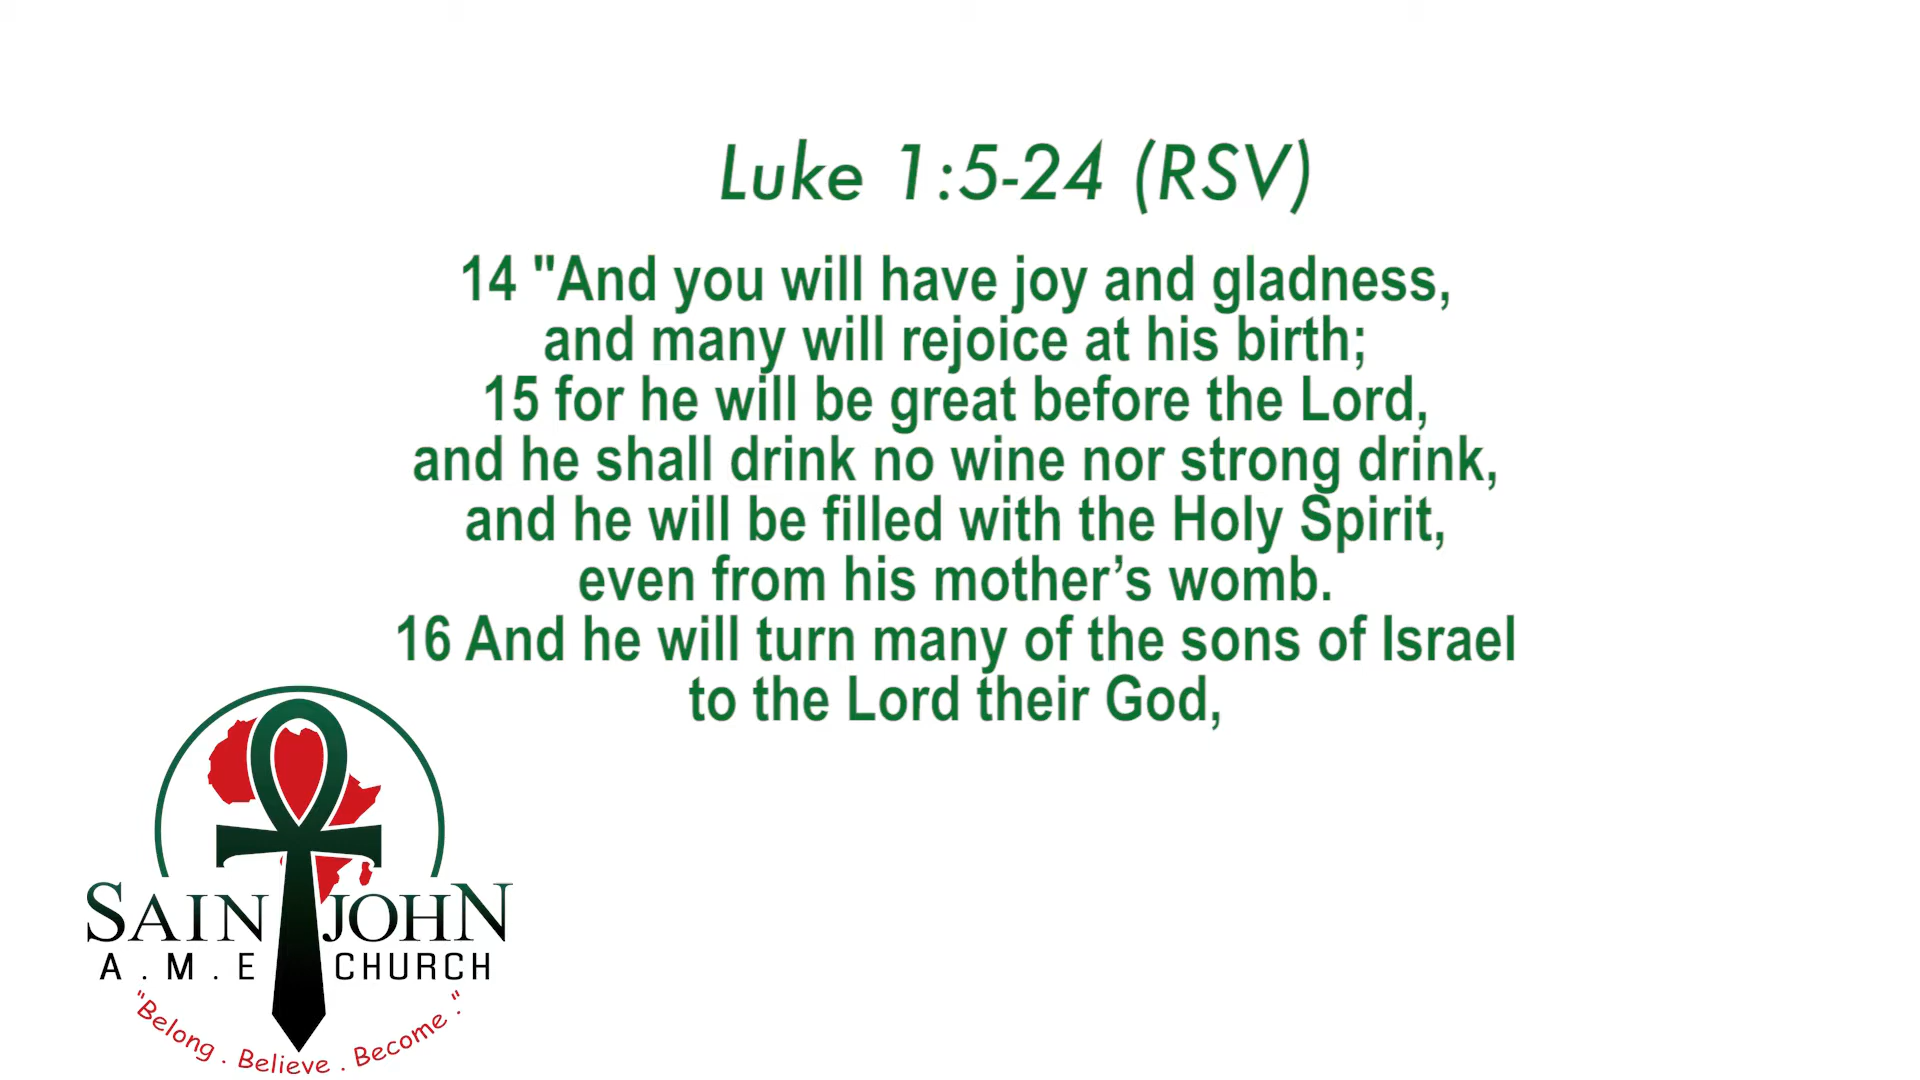 Luke 1:5-24 (RSV)
14 "And you will have joy and gladness,
and many will rejoice at his birth;
15 for he will be great before the Lord,
and he shall drink no wine nor strong drink,
and he will be filled with the Holy Spirit,
even from his mother’s womb.
16 And he will turn many of the sons of Israel
to the Lord their God,
SAINT JOHN
A.M.E CHURCH
"Belong . Believe . Become ."